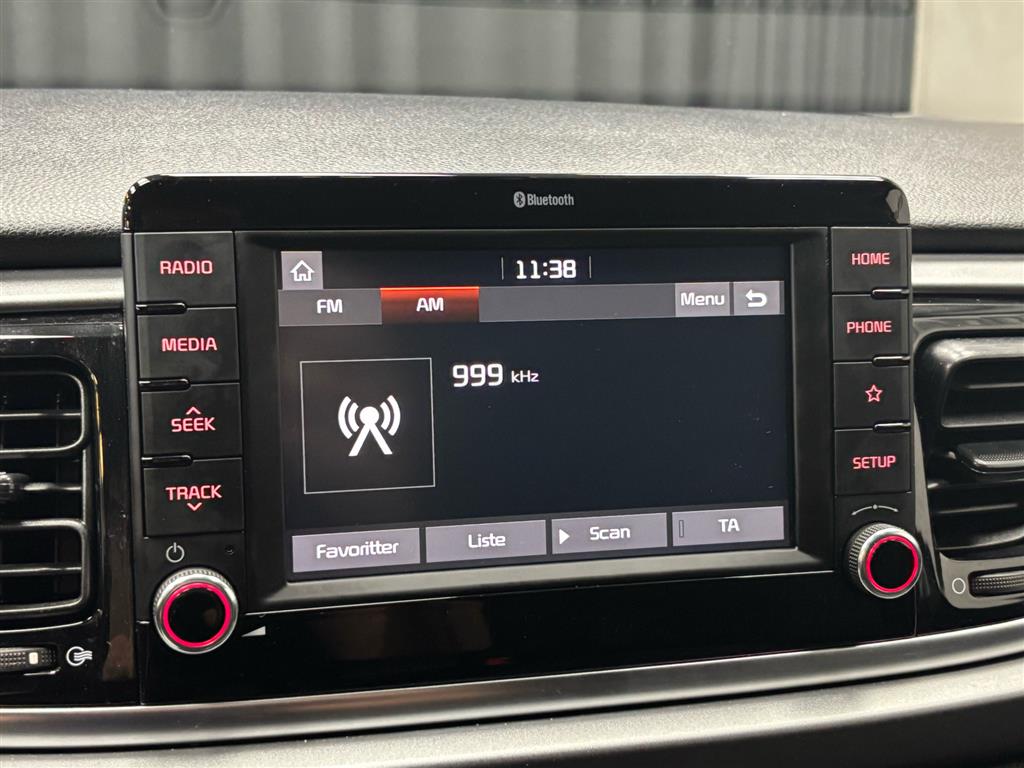 Bluetooth
RADIO
MEDIA
SEEK
TRACK
11:38
FM
AM
Menu
999 kHz
Favoritter
Liste
Scan
TA
HOME
PHONE
SETUP